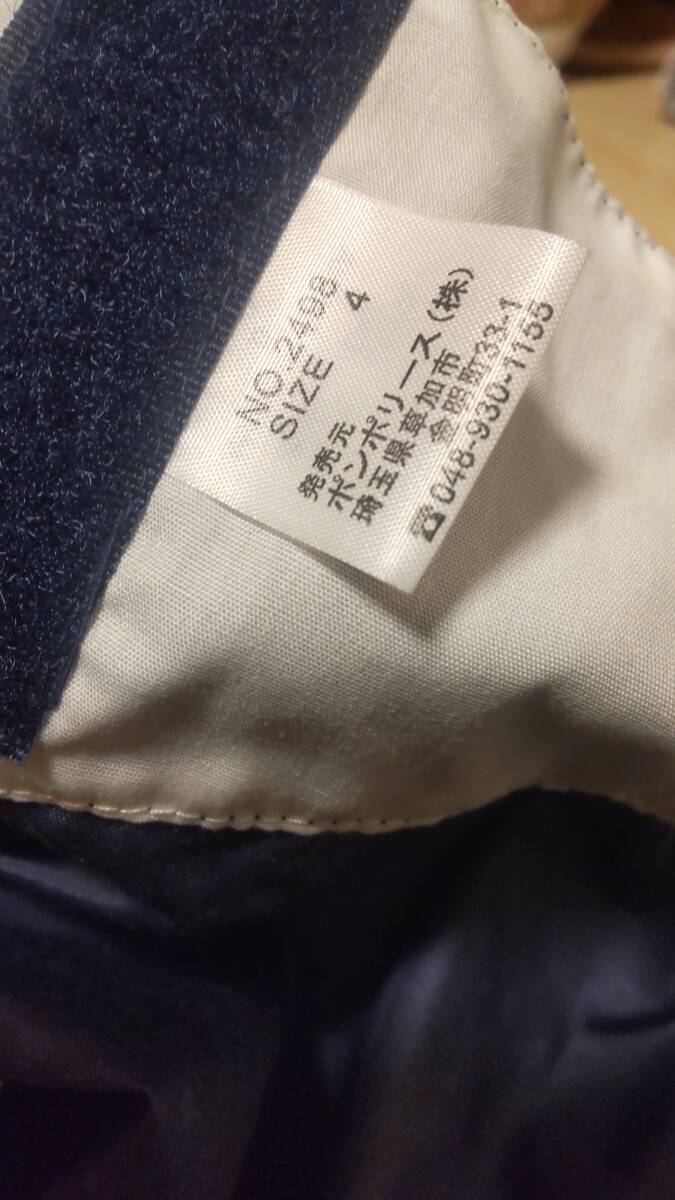 NO.2498
SIZE 4
発売元
ポンポリース(株)
埼玉県草加市
金明町33-1
☎048-930-1155